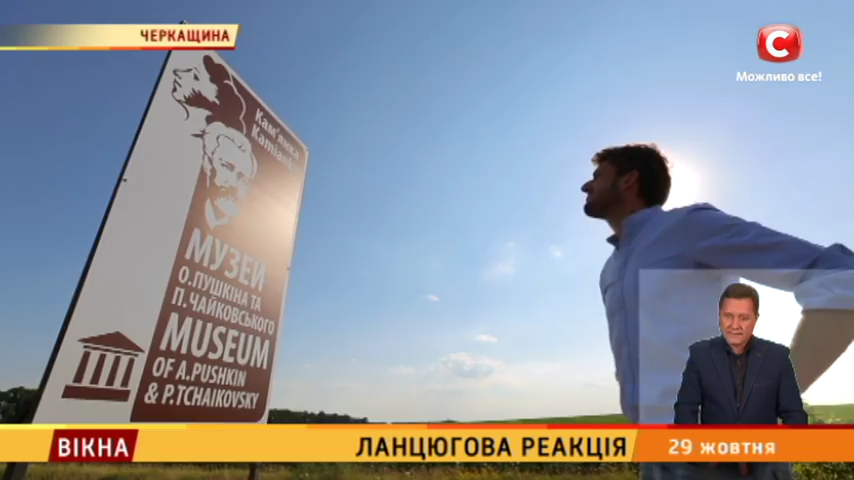 ЧЕРКАЩИНА
С
Можливо все!
Кам'янка
Kamianka
МУЗЕЙ
О.ПУШКІНА ТА
П.ЧАЙКОВСЬКОГО
MUSEUM
OF A.PUSHKIN
& P.TCHAIKOVSKY
ВІКНА
ЛАНЦЮГОВА РЕАКЦІЯ
29 жовтня